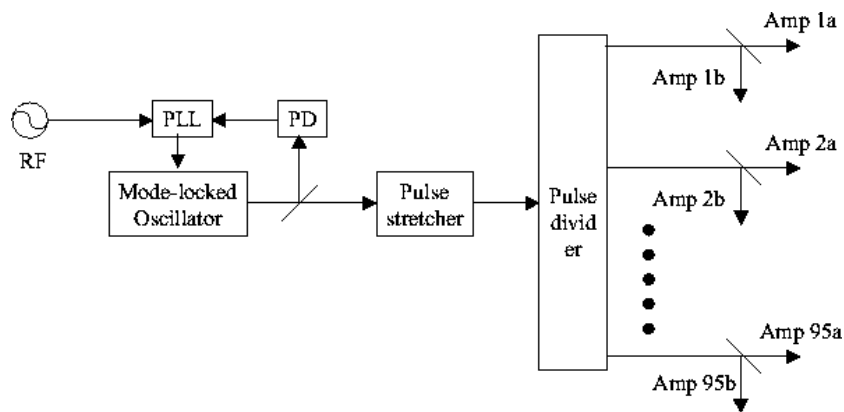 Amp 1a
Amp 1b
RF
PLL
PD
Mode-locked
Oscillator
Pulse
stretcher
Pulse
divid
er
Amp 2a
Amp 2b
Amp 95a
Amp 95b